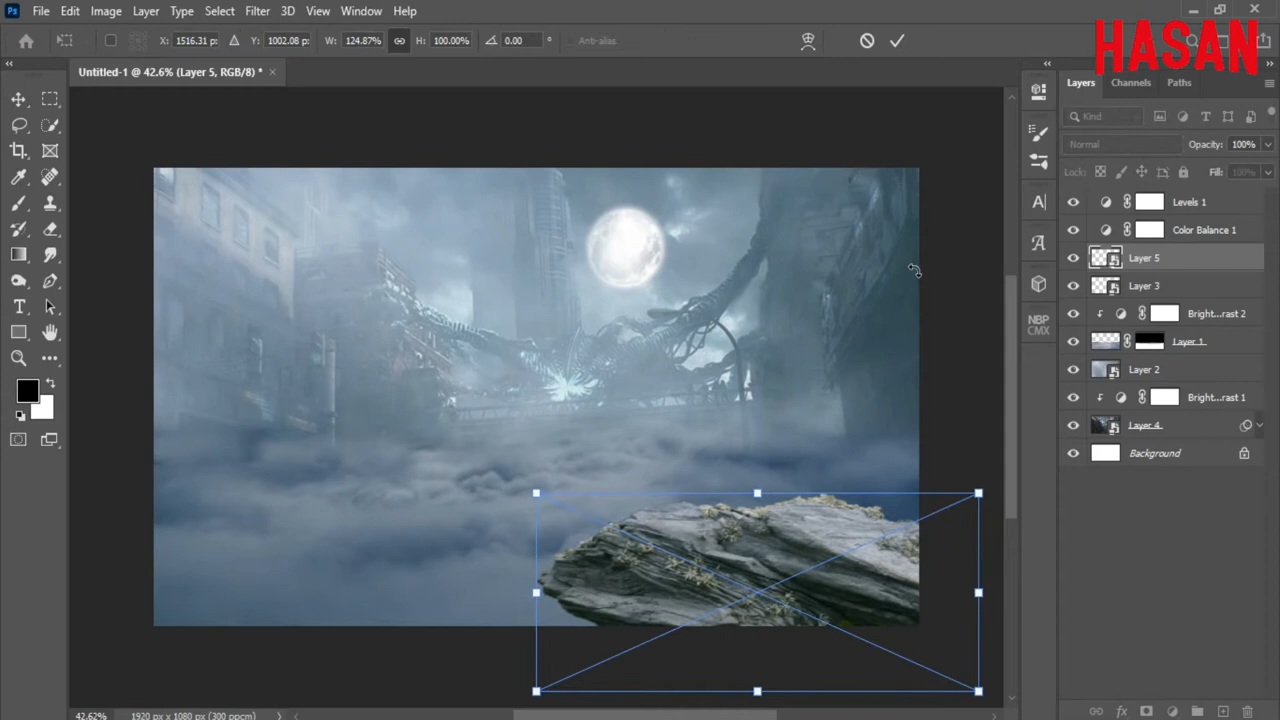 Ps File Edit Image Layer Type Select Filter 3D View Window Help
X: 1516.31 p: Y: 1002.08 p: W: 124.87% H: 100.00% 0.00 ° Anti-alias.
HASAN
Untitled-1 @ 42.6% (Layer 5, RGB/8) * ×
Layers Channels Paths
Kind
Normal Opacity: 100%
Lock: Fill: 100%
Levels 1
Color Balance 1
Layer 5
Layer 3
Bright...rast 2
Layer 1
Layer 2
Bright...rast 1
Layer 4
Background
NBP
CMX
42.62% 1920 px x 1080 px (300 ppcm)